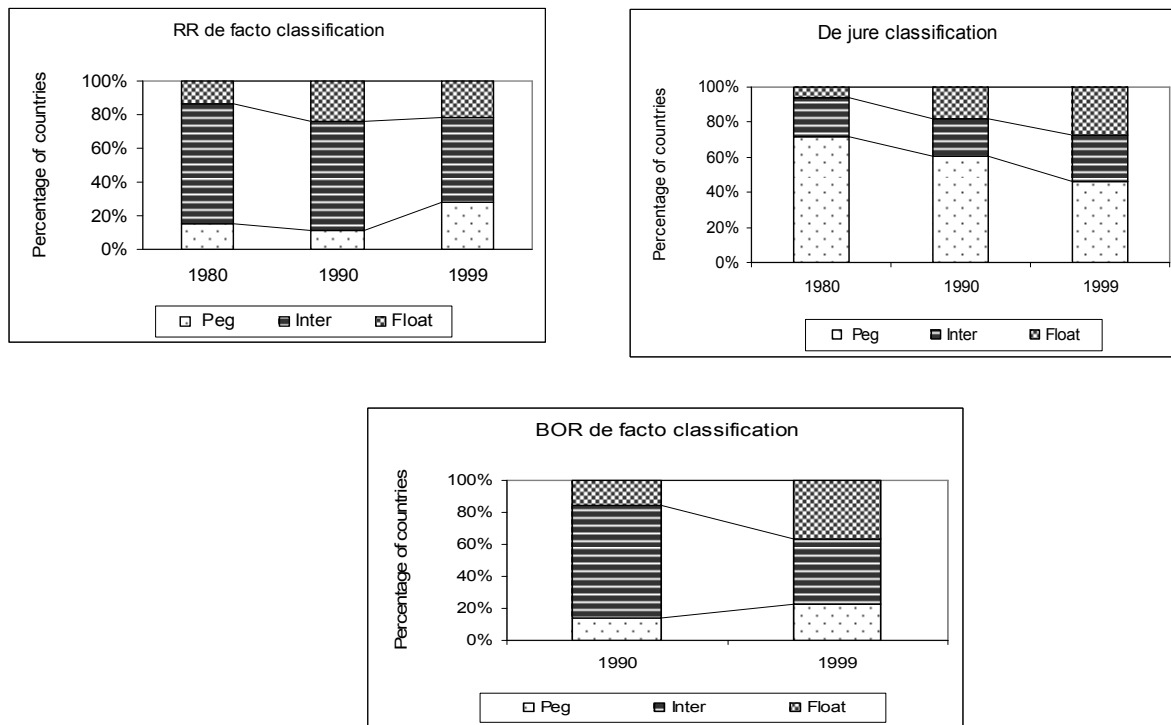 RR de facto classification
Percentage of countries
100%
80%
60%
40%
20%
0%
1980 1990 1999
Peg Inter Float
De jure classification
Percentage of countries
100%
80%
60%
40%
20%
0%
1980 1990 1999
Peg Inter Float
BOR de facto classification
Percentage of countries
100%
80%
60%
40%
20%
0%
1990 1999
Peg Inter Float